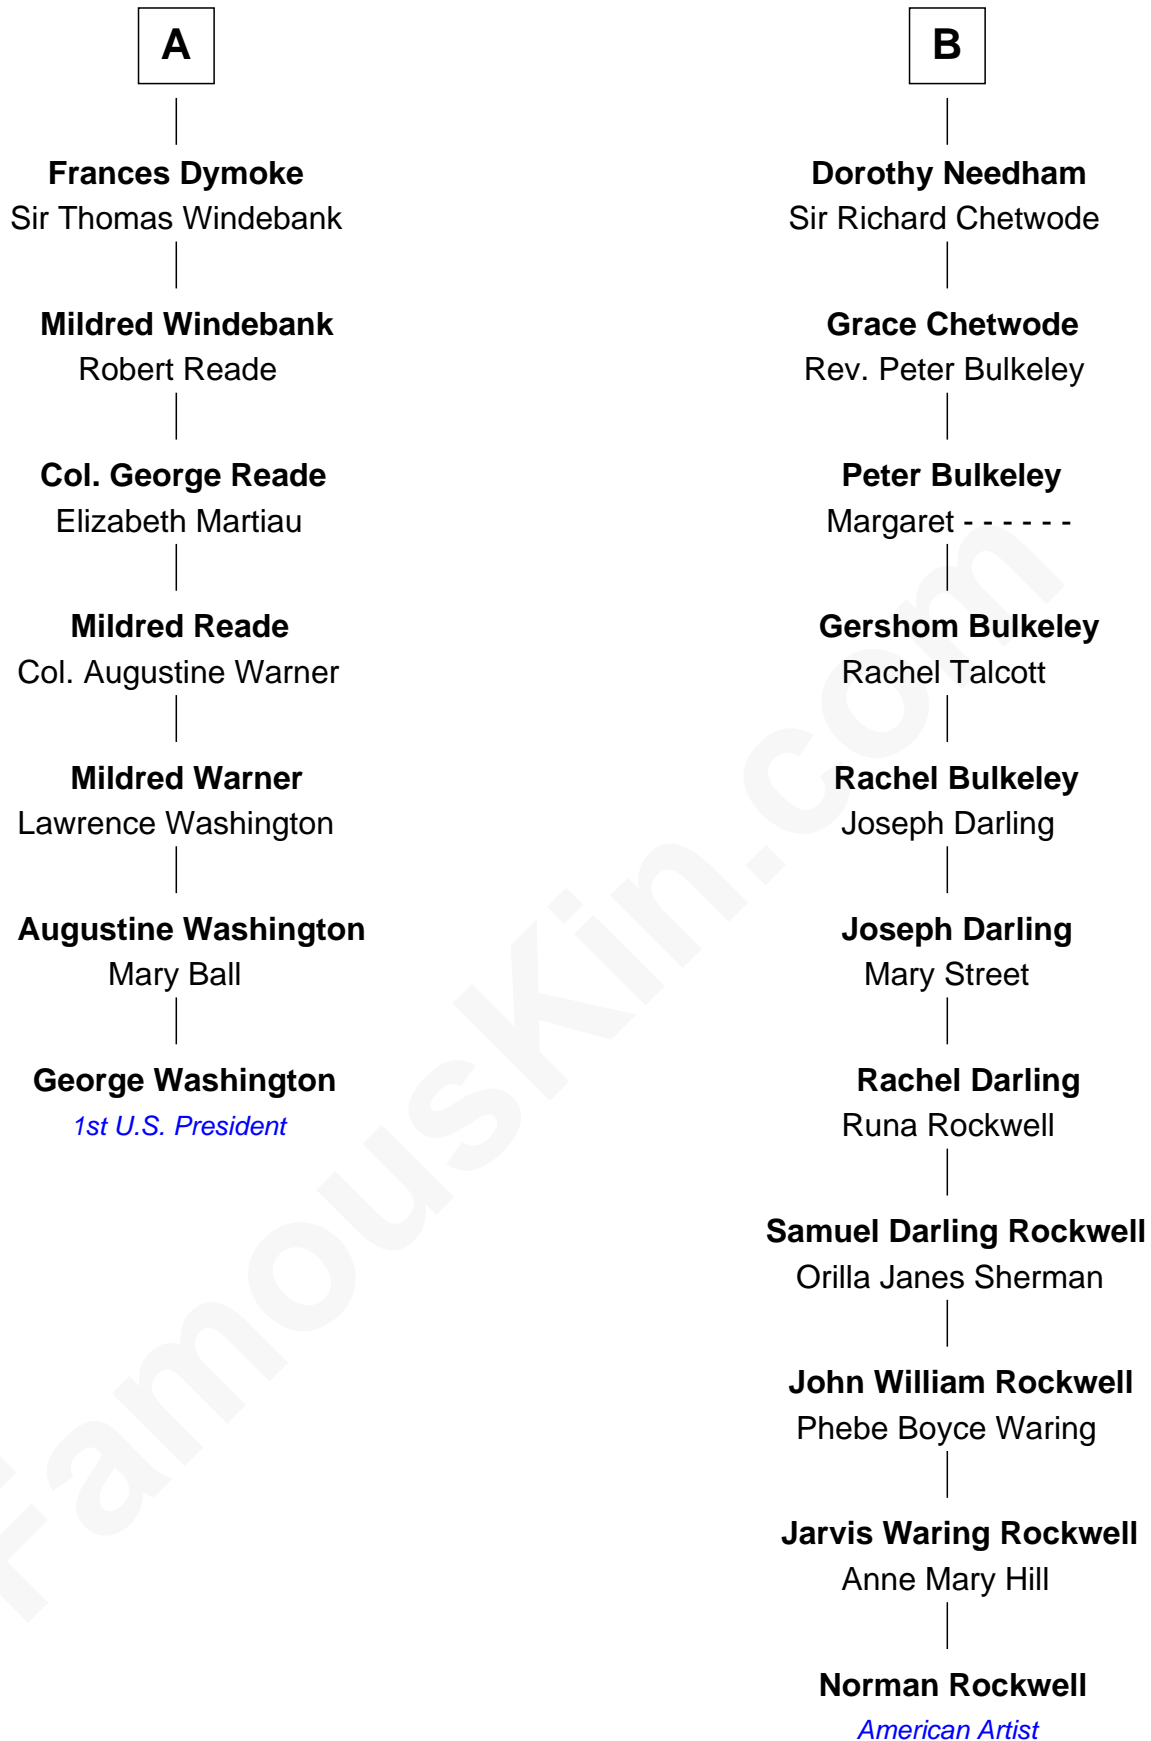 A
Frances Dymoke
Sir Thomas Windebank
Mildred Windebank
Robert Reade
Col. George Reade
Elizabeth Martiau
Mildred Reade
Col. Augustine Warner
Mildred Warner
Lawrence Washington
Augustine Washington
Mary Ball
George Washington
1st U.S. President
B
Dorothy Needham
Sir Richard Chetwode
Grace Chetwode
Rev. Peter Bulkeley
Peter Bulkeley
Margaret - - - - - -
Gershom Bulkeley
Rachel Talcott
Rachel Bulkeley
Joseph Darling
Joseph Darling
Mary Street
Rachel Darling
Runa Rockwell
Samuel Darling Rockwell
Orilla Janes Sherman
John William Rockwell
Phebe Boyce Waring
Jarvis Waring Rockwell
Anne Mary Hill
Norman Rockwell
American Artist
FamousKin.com